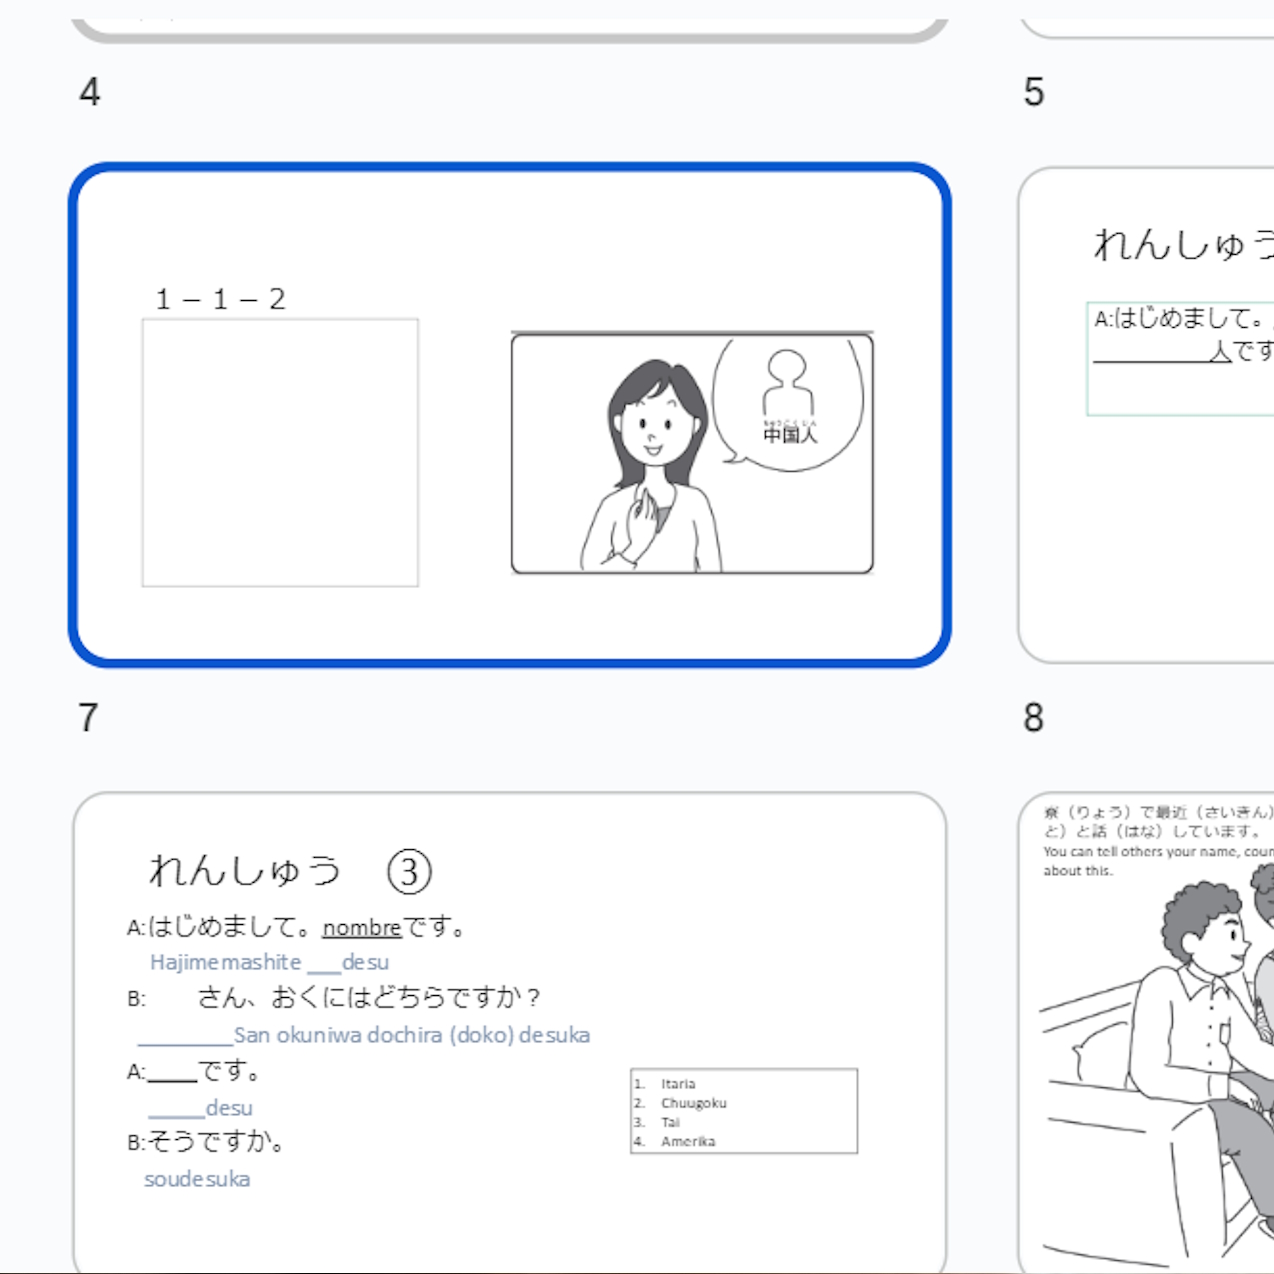 4
5
1 – 1 – 2
ちゅうごくじん
中国人
れんしゅう
A:はじめまして。
________人です
7
8
れんしゅう ③
A:はじめまして。nombreです。
Hajimemashite ___desu
B: さん、おくにはどちらですか？
________San okuniwa dochira (doko) desuka
A:____です。
_____desu
B:そうですか。
soudesuka
1. Itaria
2. Chuugoku
3. Tai
4. Amerika
寮（りょう）で最近（さいきん）
と）と話（はな）しています。
You can tell others your name, coun
about this.